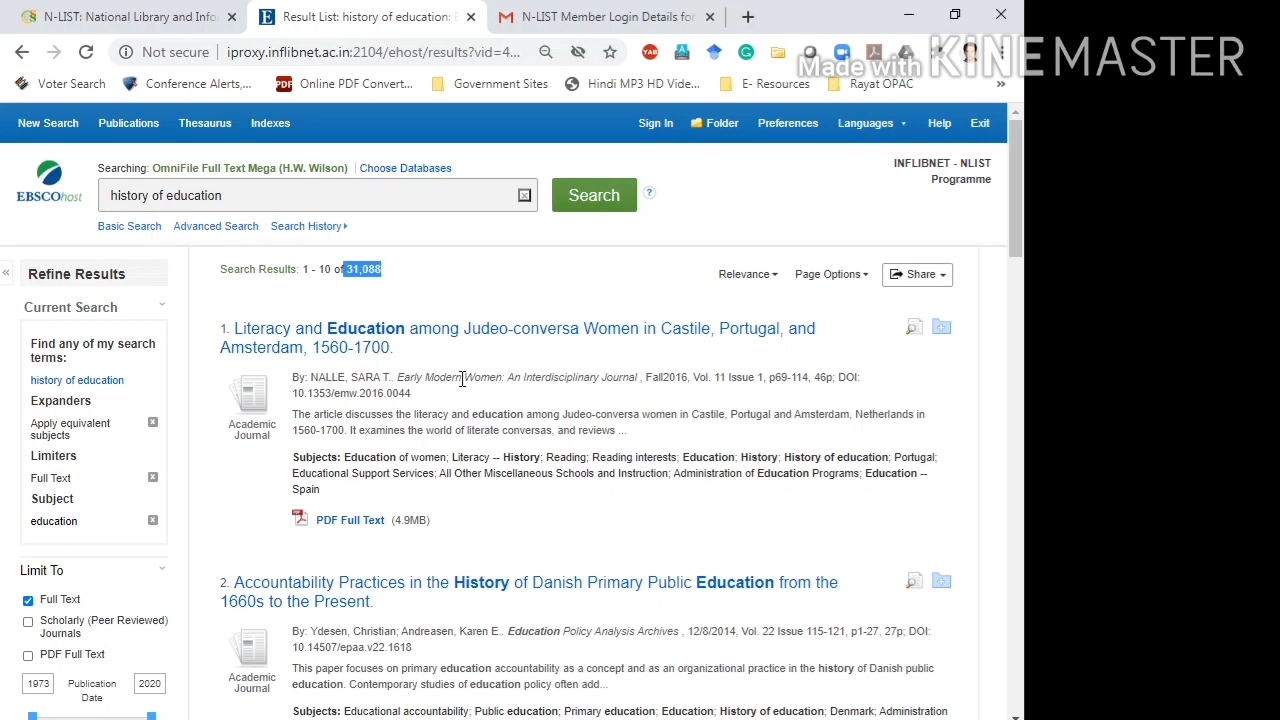 N-LIST: National Library and Info
Result List: history of education: E
N-LIST Member Login Details for
Not secure
iproxy.inflibnet.ac.in:2104/ehost/results?vid=4...
Made with KINEMASTER
Voter Search
Conference Alerts,...
Online PDF Convert...
Government Sites
Hindi MP3 HD Vide...
E- Resources
Rayat OPAC
New Search
Publications
Thesaurus
Indexes
Sign In
Folder
Preferences
Languages
Help
Exit
EBSCOhost
Searching: OmniFile Full Text Mega (H.W. Wilson) Choose Databases
history of education
Search
Basic Search Advanced Search Search History
INFLIBNET - NLIST
Programme
Refine Results
Current Search
Find any of my search
terms:
history of education
Expanders
Apply equivalent
subjects
Limiters
Full Text
Subject
education
Limit To
Full Text
Scholarly (Peer Reviewed)
Journals
PDF Full Text
1973 Publication 2020
Date
Search Results: 1 - 10 of 31,088
Relevance
Page Options
Share
1. Literacy and Education among Judeo-conversa Women in Castile, Portugal, and
Amsterdam, 1560-1700.
Academic
Journal
By: NALLE, SARA T.. Early Modern Women: An Interdisciplinary Journal , Fall2016, Vol. 11 Issue 1, p69-114, 46p; DOI:
10.1353/emw.2016.0044
The article discusses the literacy and education among Judeo-conversa women in Castile, Portugal and Amsterdam, Netherlands in
1560-1700. It examines the world of literate conversas, and reviews ...
Subjects: Education of women; Literacy -- History; Reading; Reading interests; Education; History; History of education; Portugal;
Educational Support Services; All Other Miscellaneous Schools and Instruction; Administration of Education Programs; Education --
Spain
PDF Full Text (4.9MB)
2. Accountability Practices in the History of Danish Primary Public Education from the
1660s to the Present.
Academic
Journal
By: Ydesen, Christian; Andreasen, Karen E.. Education Policy Analysis Archives , 12/8/2014, Vol. 22 Issue 115-121, p1-27, 27p; DOI:
10.14507/epaa.v22.1618
This paper focuses on primary education accountability as a concept and as an organizational practice in the history of Danish public
education. Contemporary studies of education policy often add...
Subjects: Educational accountability; Public education; Primary education; Education; History of education; Denmark; Administration